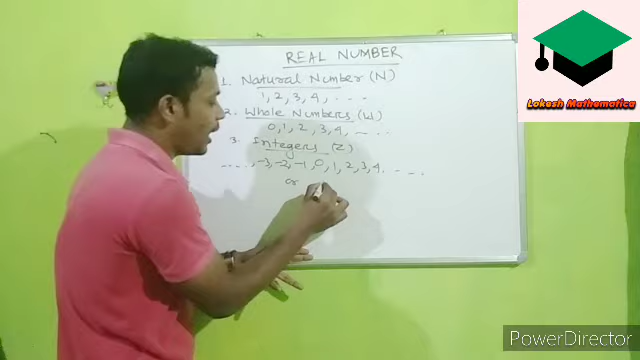 REAL NUMBER
1. Natural Number (N)
1, 2, 3, 4, - - -
2. Whole Numbers (W)
0, 1, 2, 3, 4, - - - -
3. Integers (Z)
- - - -, -3, -2, -1, 0, 1, 2, 3, 4, - - - -
or
Lokesh Mathematica
PowerDirector